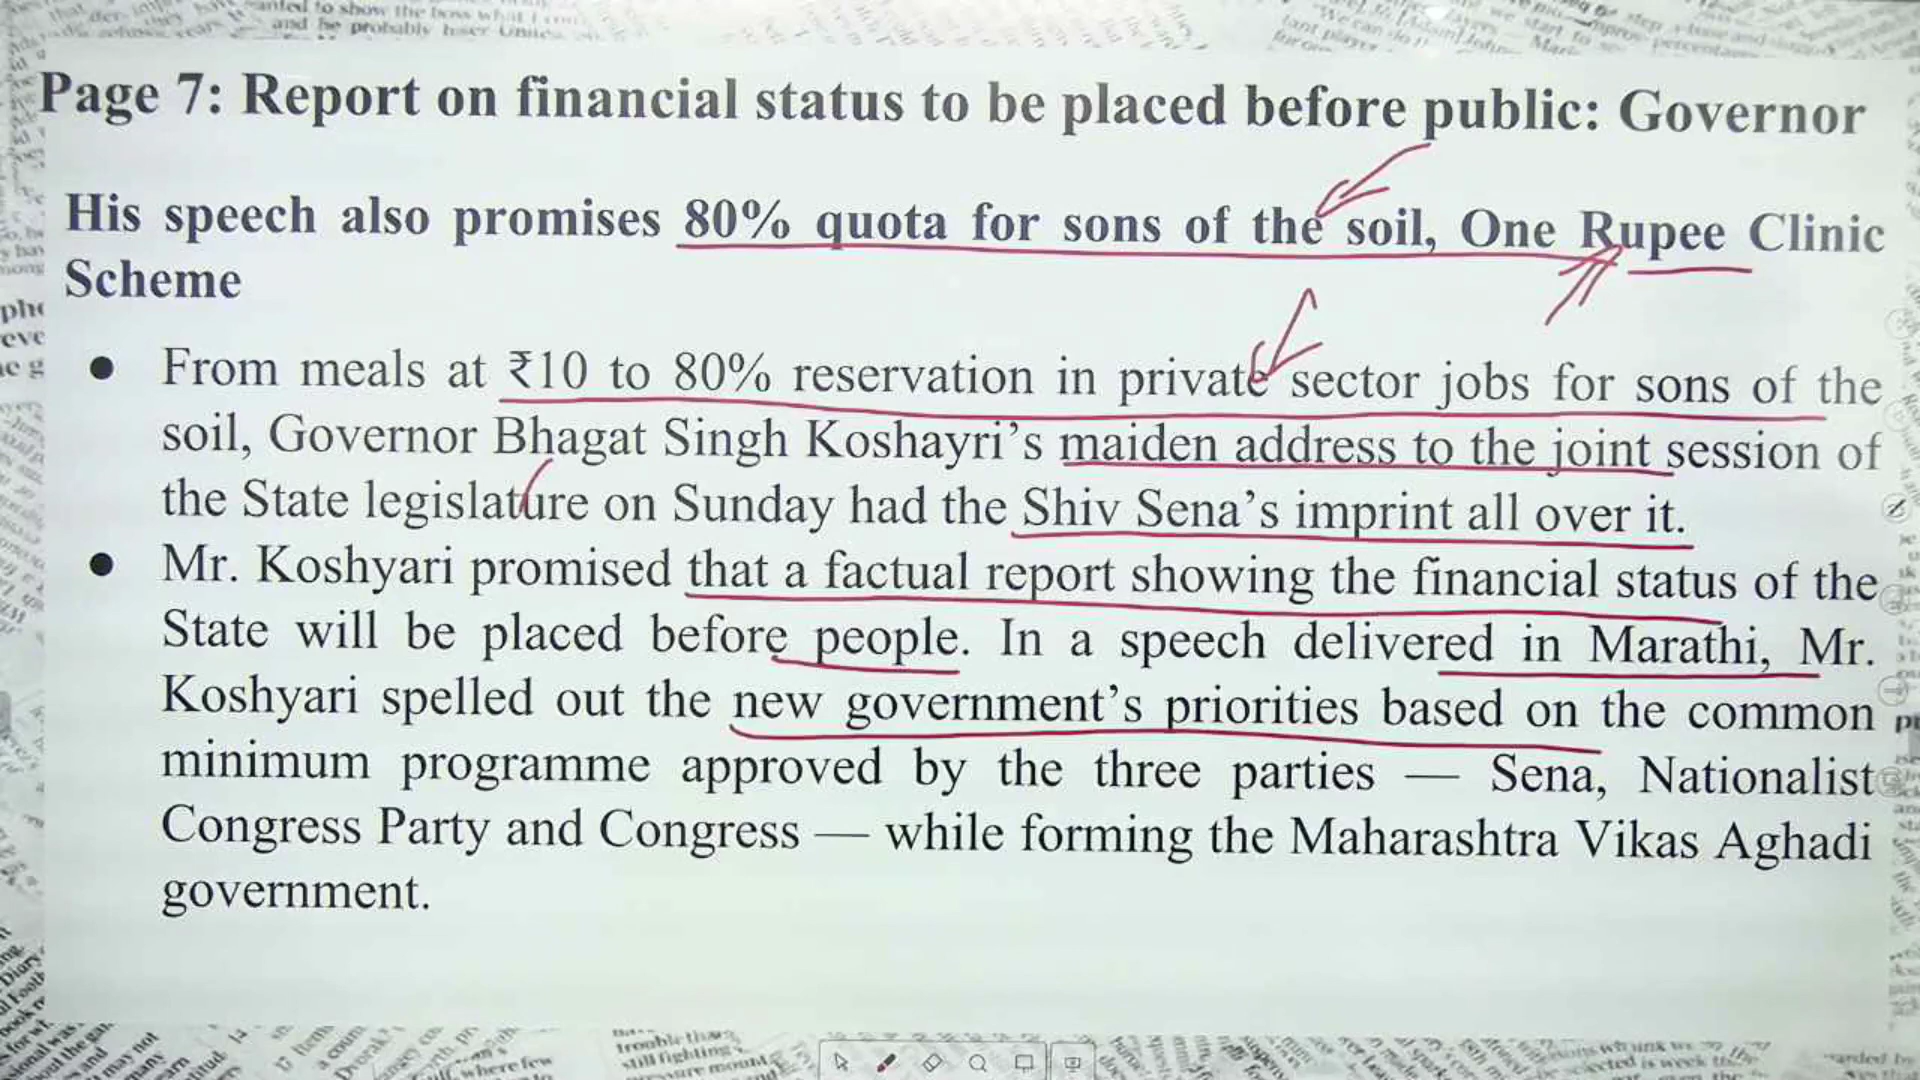 Page 7: Report on financial status to be placed before public: Governor
His speech also promises 80% quota for sons of the soil, One Rupee Clinic
Scheme
● From meals at ₹10 to 80% reservation in private sector jobs for sons of the
soil, Governor Bhagat Singh Koshayri’s maiden address to the joint session of
the State legislature on Sunday had the Shiv Sena’s imprint all over it.
● Mr. Koshyari promised that a factual report showing the financial status of the
State will be placed before people. In a speech delivered in Marathi, Mr.
Koshyari spelled out the new government’s priorities based on the common
minimum programme approved by the three parties — Sena, Nationalist
Congress Party and Congress — while forming the Maharashtra Vikas Aghadi
government.